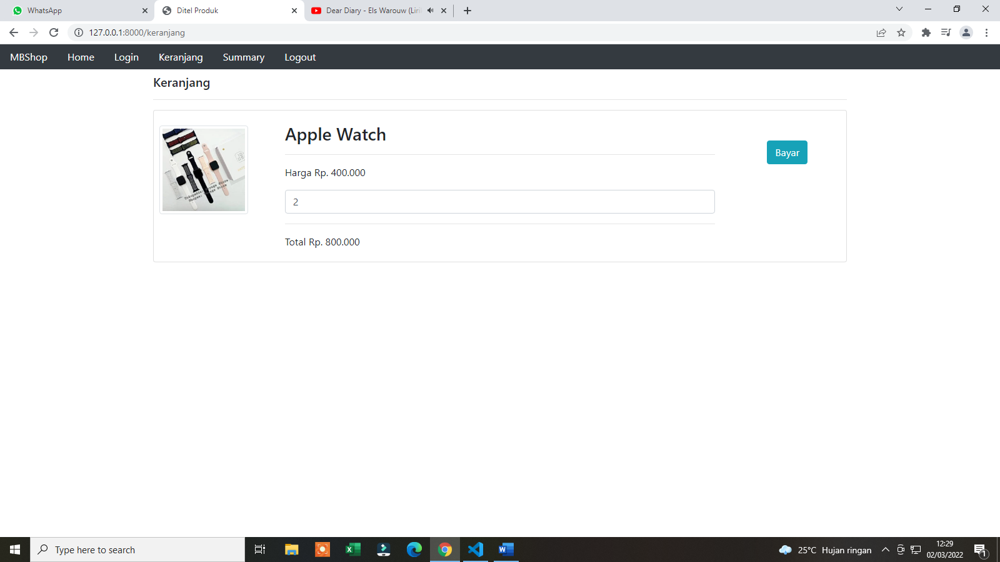 WhatsApp
Ditel Produk
Dear Diary - Els Warouw (Liri
127.0.0.1:8000/keranjang
MBShop Home Login Keranjang Summary Logout
Keranjang
Apple Watch
Bayar
Harga Rp. 400.000
2
Total Rp. 800.000
Type here to search
25°C Hujan ringan
12:29
02/03/2022
1